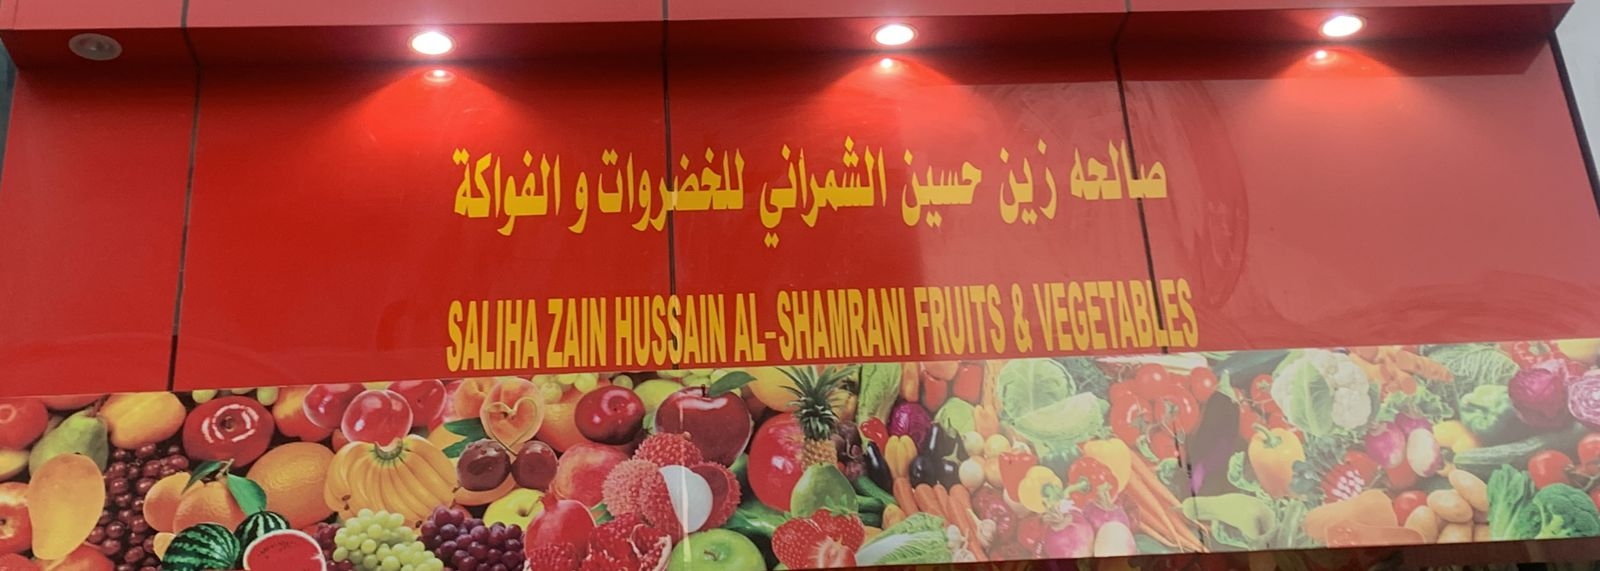 صالحه زين حسين الشمراني للخضروات و الفواكة
SALIHA ZAIN HUSSAIN AL-SHAMRANI FRUITS & VEGETABLES